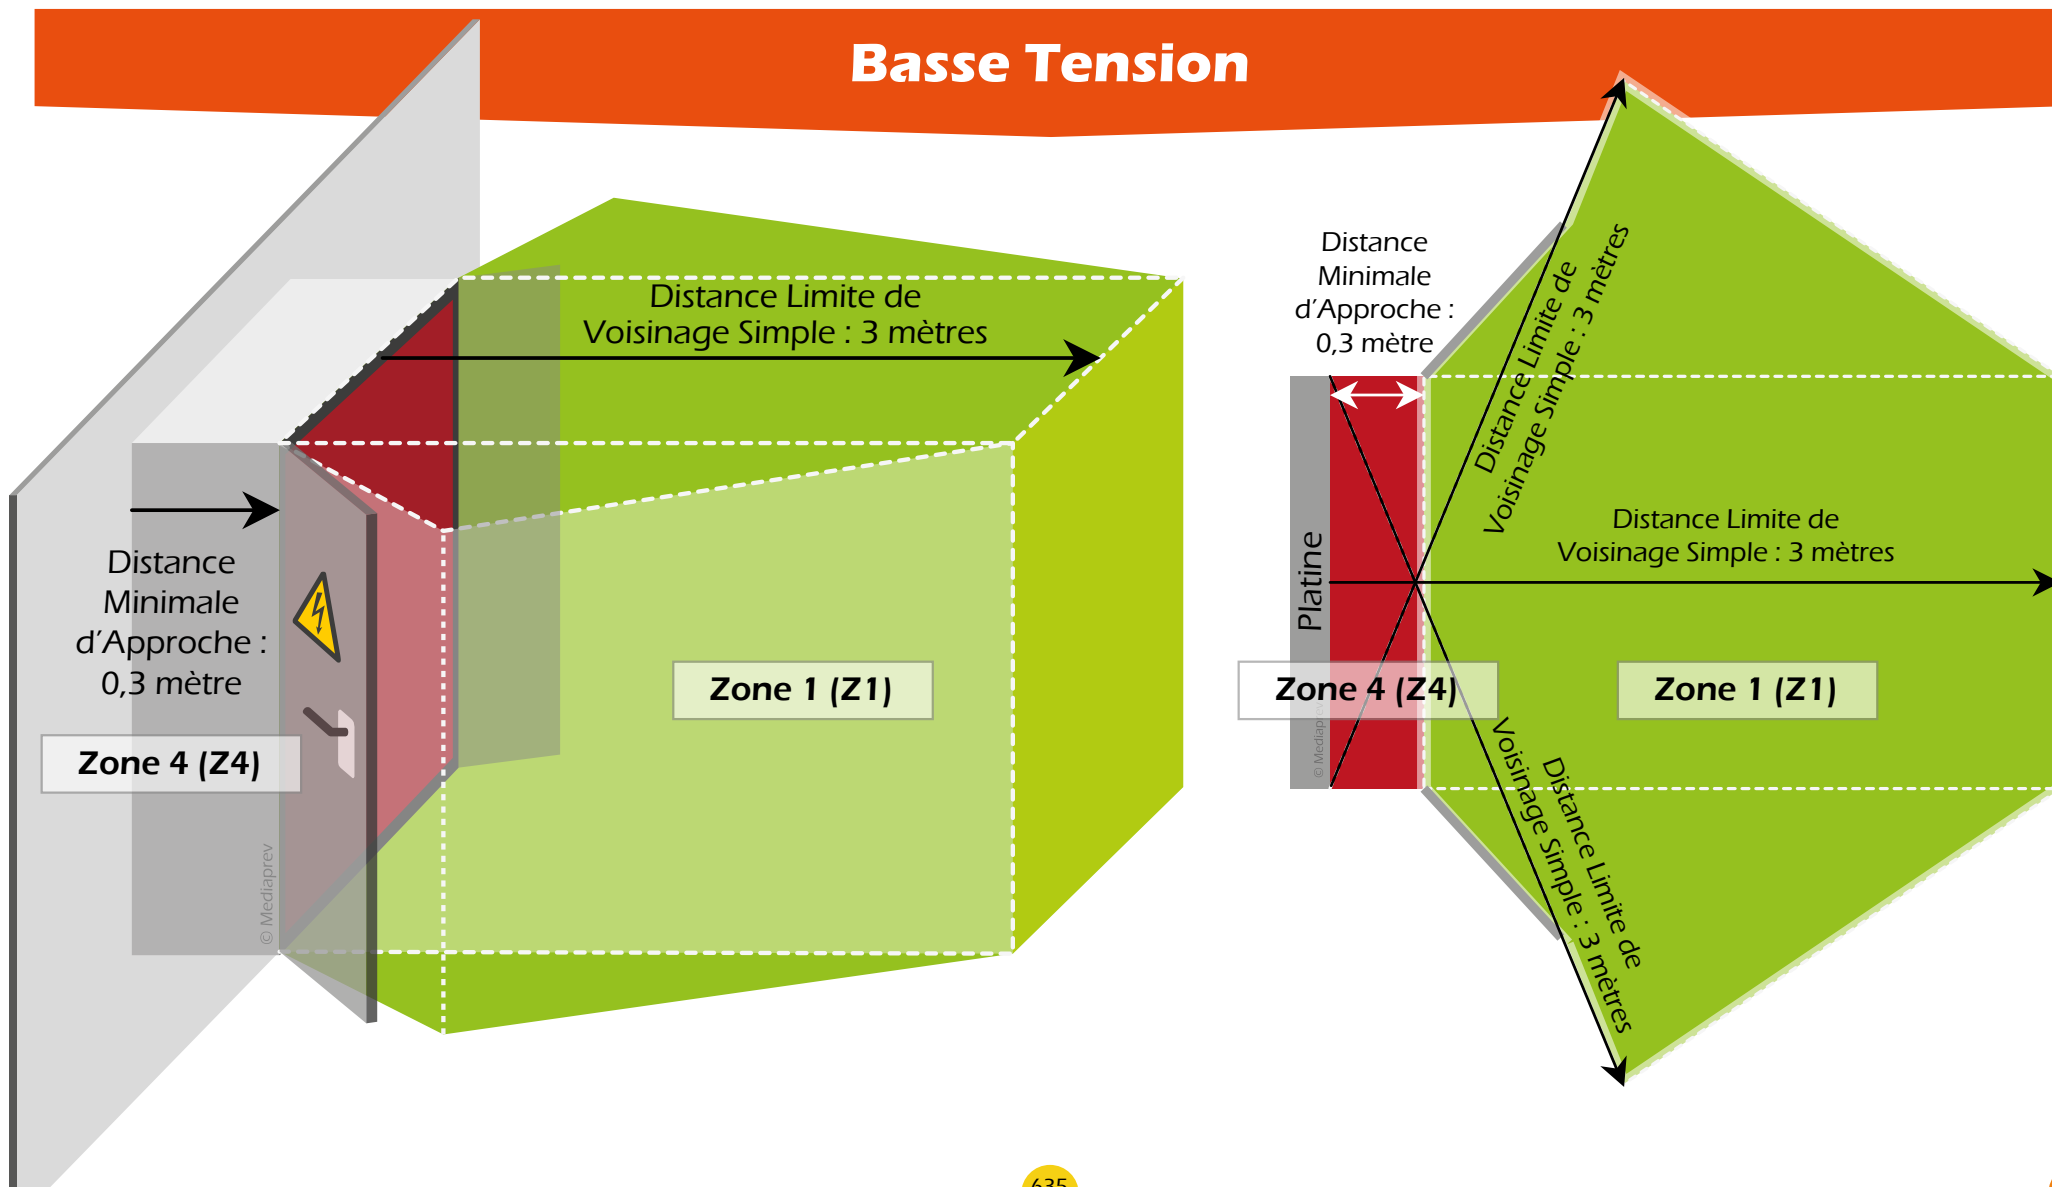 Basse Tension
Distance Limite de
Voisinage Simple : 3 mètres
Distance
Minimale
d'Approche :
0,3 mètre
Zone 4 (Z4)
Zone 1 (Z1)
© Mediaprev
Distance
Minimale
d'Approche :
0,3 mètre
Distance Limite de
Voisinage Simple : 3 mètres
Distance Limite de
Voisinage Simple : 3 mètres
Platine
Zone 4 (Z4)
Zone 1 (Z1)
© Mediaprev
Distance Limite de
Voisinage Simple : 3 mètres
635